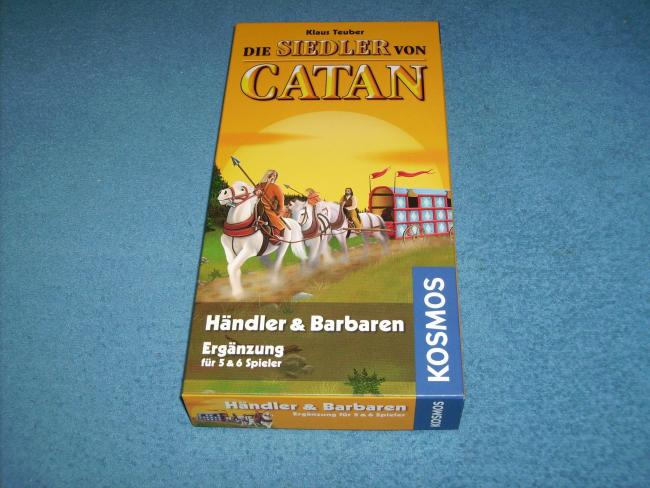 Klaus Teuber
DIE SIEDLER VON
CATAN
Händler & Barbaren
Ergänzung
für 5 & 6 Spieler
KOSMOS
Händler & Barbaren
Ergänzung für 5 & 6 Spieler
KOSMOS